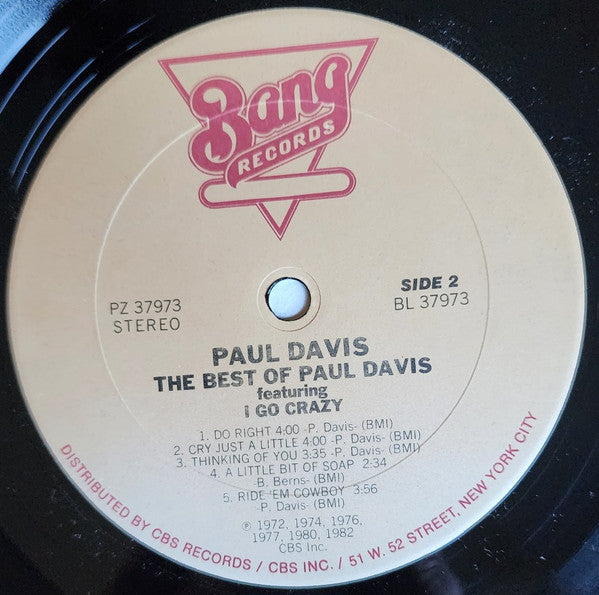 Bang
RECORDS
PZ 37973
STEREO
SIDE 2
BL 37973
PAUL DAVIS
THE BEST OF PAUL DAVIS
featuring
I GO CRAZY
1. DO RIGHT 4:00 -P. Davis- (BMI)
2. CRY JUST A LITTLE 4:00 -P. Davis- (BMI)
3. THINKING OF YOU 3:35 -P. Davis- (BMI)
4. A LITTLE BIT OF SOAP 2:34
-B. Berns- (BMI)
5. RIDE 'EM COWBOY 3:56
-P. Davis- (BMI)
℗ 1972, 1974, 1976,
1977, 1980, 1982
CBS Inc.
DISTRIBUTED BY CBS RECORDS / CBS INC. / 51 W. 52 STREET, NEW YORK CITY